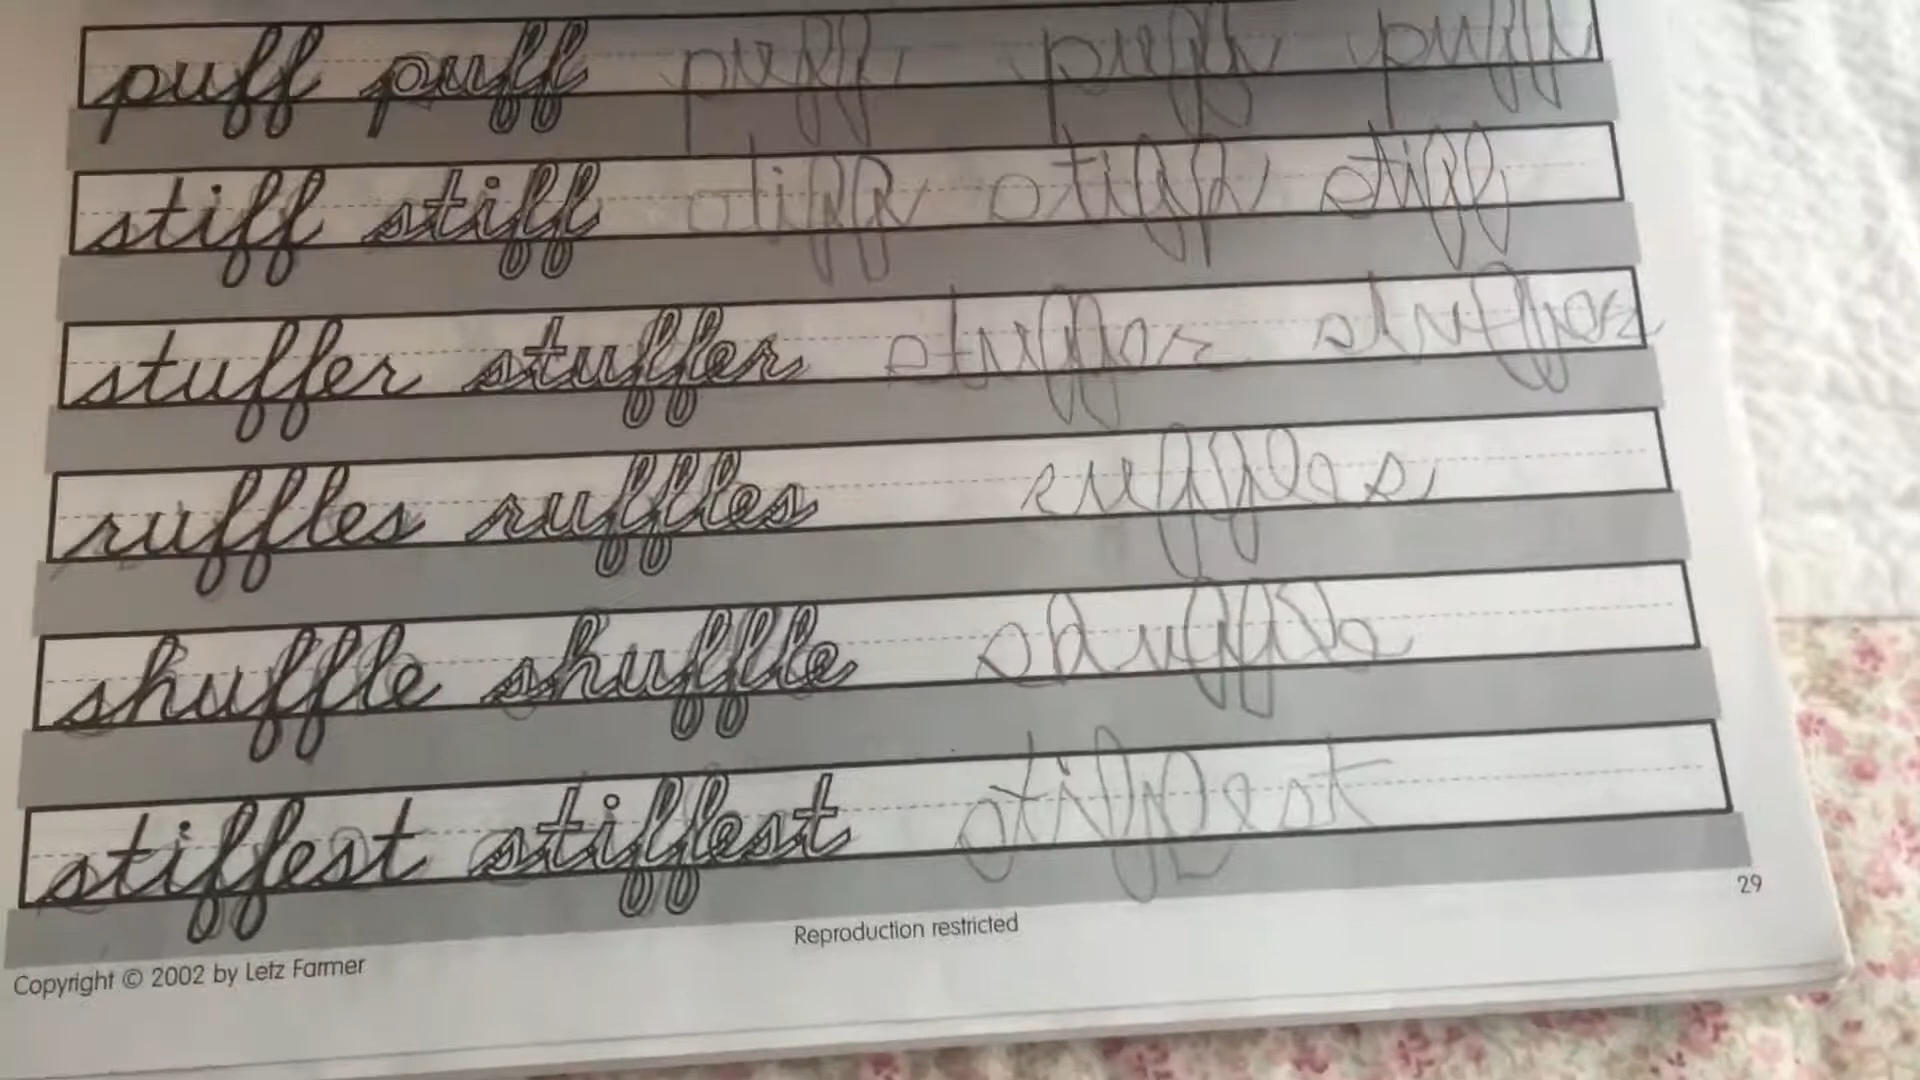 puff puff puff puff puff
stiff stiff stiff stiff stiff
stuffer stuffer stuffer stuffer
ruffles ruffles ruffles
shuffle shuffle shuffle
stiffest stiffest stiffest
29
Reproduction restricted
Copyright © 2002 by Letz Farmer